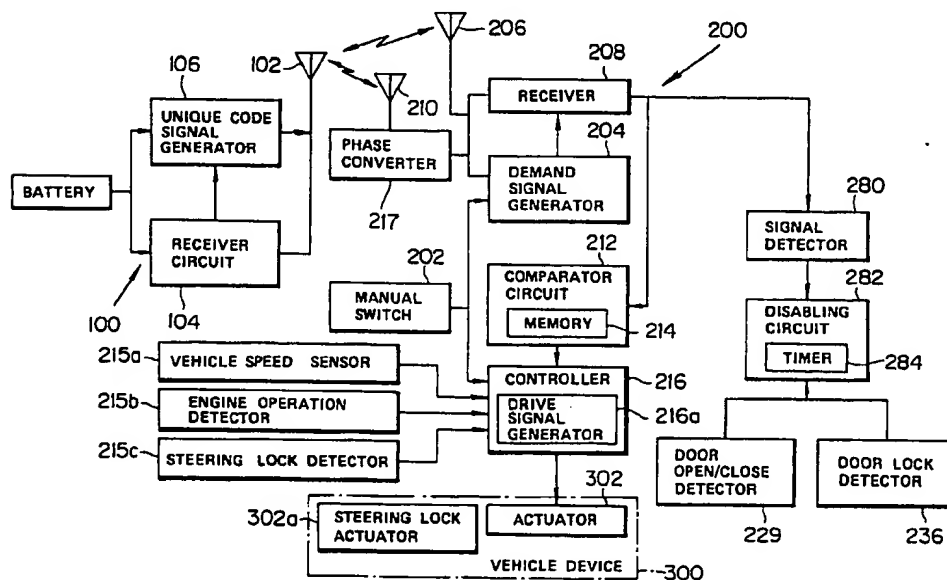 206
200
106
102
208
UNIQUE CODE
SIGNAL
GENERATOR
210
RECEIVER
204
PHASE
CONVERTER
DEMAND
SIGNAL
GENERATOR
280
BATTERY
217
SIGNAL
DETECTOR
RECEIVER
CIRCUIT
202
212
282
COMPARATOR
CIRCUIT
MANUAL
SWITCH
DISABLING
CIRCUIT
100
104
MEMORY
214
TIMER
284
215a
VEHICLE SPEED SENSOR
CONTROLLER
216
215b
ENGINE OPERATION
DETECTOR
DRIVE
SIGNAL
GENERATOR
216a
215c
STEERING LOCK DETECTOR
DOOR
OPEN/CLOSE
DETECTOR
DOOR LOCK
DETECTOR
302
302a
STEERING LOCK
ACTUATOR
ACTUATOR
229
236
VEHICLE DEVICE
300